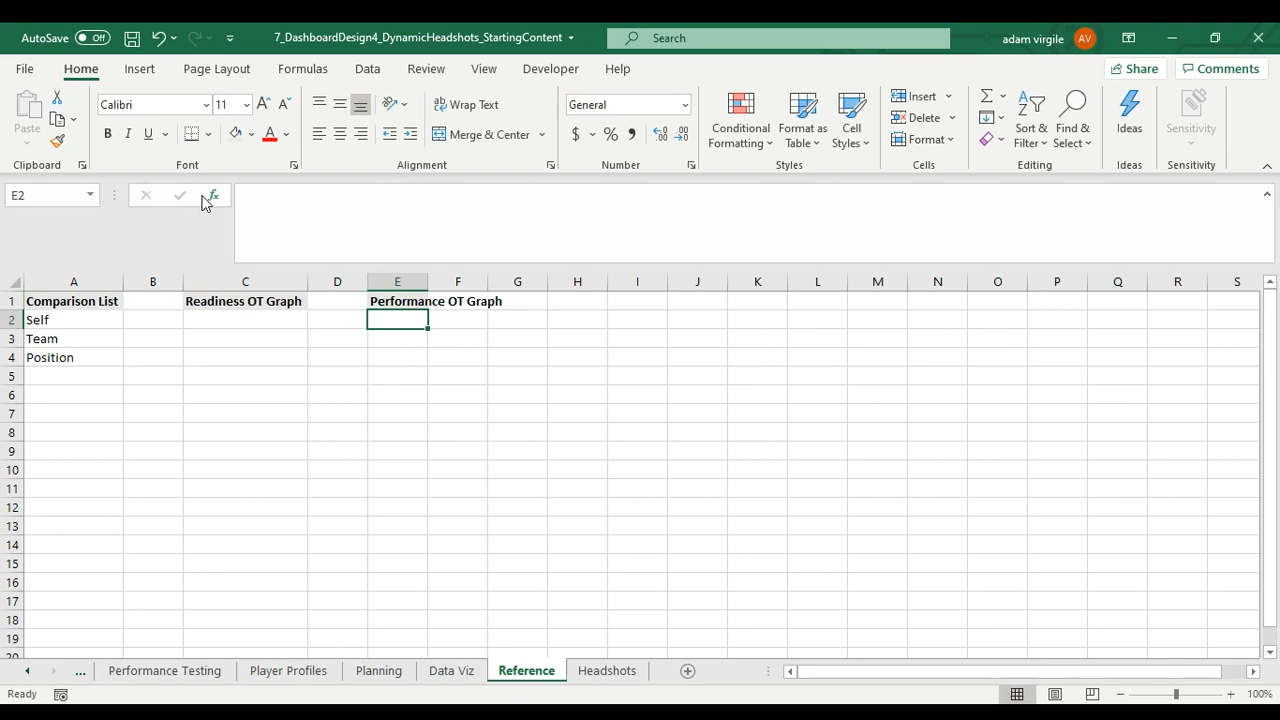 AutoSave Off 7_DashboardDesign4_DynamicHeadshots_StartingContent Search adam virgile AV
File Home Insert Page Layout Formulas Data Review View Developer Help Share Comments
Paste Calibri 11 A A ab Wrap Text General Conditional Formatting Format as Table Cell Styles Insert Delete Format Sort & Filter Find & Select Ideas Sensitivity
B I U A Merge & Center $ % 9
Clipboard Font Alignment Number Styles Cells Editing Ideas Sensitivity
E2 fx
A B C D E F G H I J K L M N O P Q R S
1 Comparison List Readiness OT Graph Performance OT Graph
2 Self
3 Team
4 Position
5
6
7
8
9
10
11
12
13
14
15
16
17
18
19
20
... Performance Testing Player Profiles Planning Data Viz Reference Headshots
Ready 100%